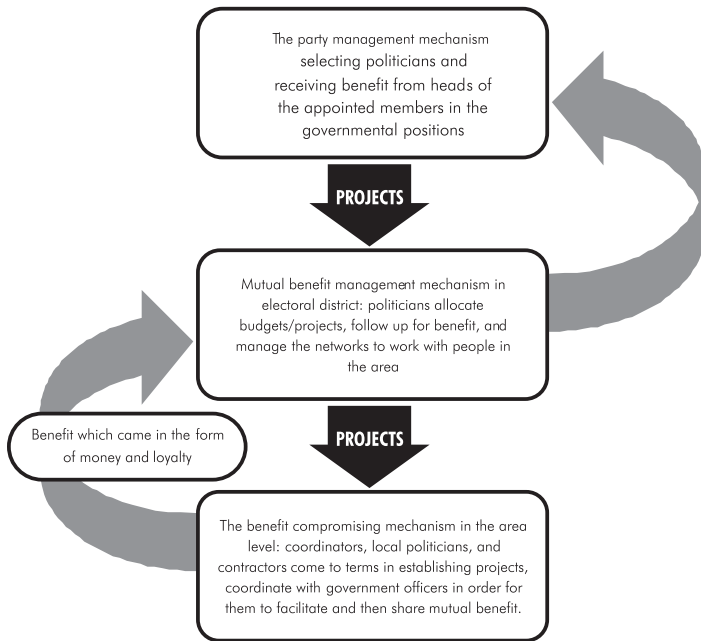 The party management mechanism
selecting politicians and
receiving benefit from heads of
the appointed members in the
governmental positions
PROJECTS
Mutual benefit management mechanism in
electoral district: politicians allocate
budgets/projects, follow up for benefit, and
manage the networks to work with people in
the area
PROJECTS
Benefit which came in the form
of money and loyalty
The benefit compromising mechanism in the area
level: coordinators, local politicians, and
contractors come to terms in establishing projects,
coordinate with government officers in order for
them to facilitate and then share mutual benefit.